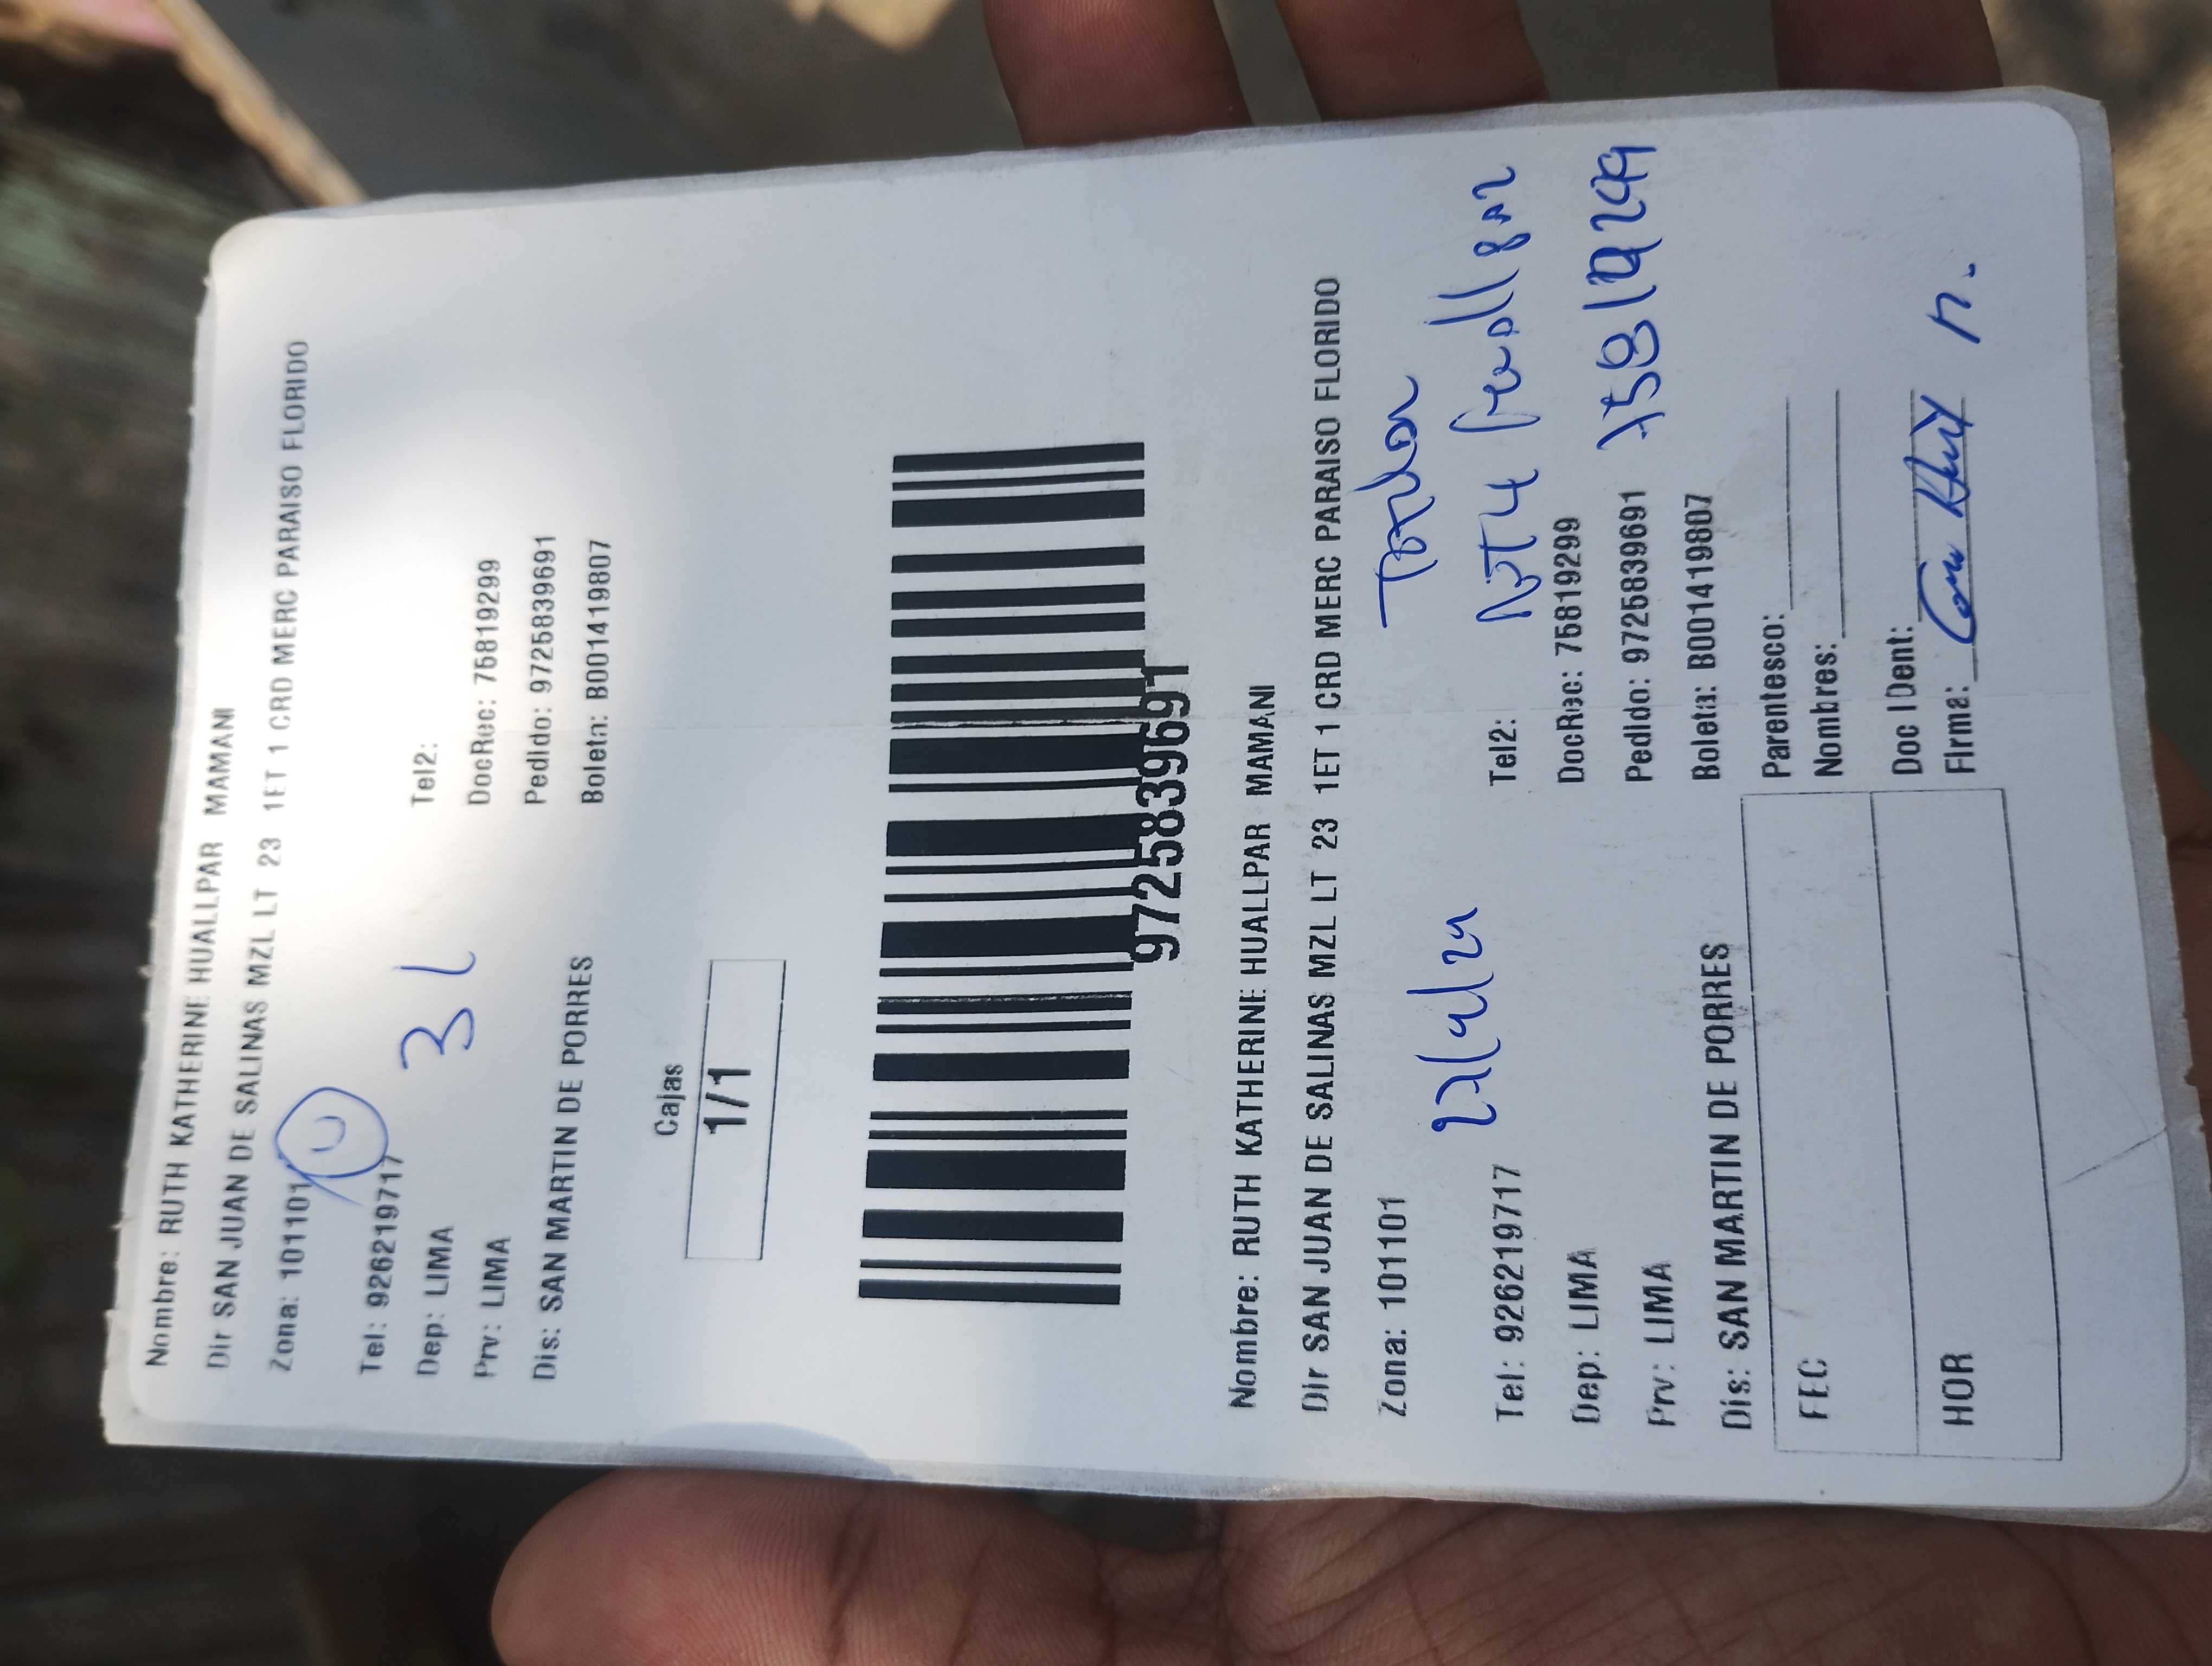 Nombre: RUTH KATHERINE HUALLPAR MAMANI
Dir SAN JUAN DE SALINAS MZL LT 23 1ET 1 CRD MERC PARAISO FLORIDO
Zona: 101101
Tel: 926219717 Tel2:
3 L
Dep: LIMA DocRec: 75819299
Prv: LIMA Pedido: 9725839691
Dis: SAN MARTIN DE PORRES Boleta: B001419807
Cajas
1/1
9725839691
Nombre: RUTH KATHERINE HUALLPAR MAMANI
Dir SAN JUAN DE SALINAS MZL LT 23 1ET 1 CRD MERC PARAISO FLORIDO
Zona: 101101
Tel: 926219717 Tel2:
Dep: LIMA DocRec: 75819299
Prv: LIMA Pedido: 9725839691 75819299
Dis: SAN MARTIN DE PORRES Boleta: B001419807
FEC Parentesco:
Nombres:
HOR Doc IDent:
Firma: